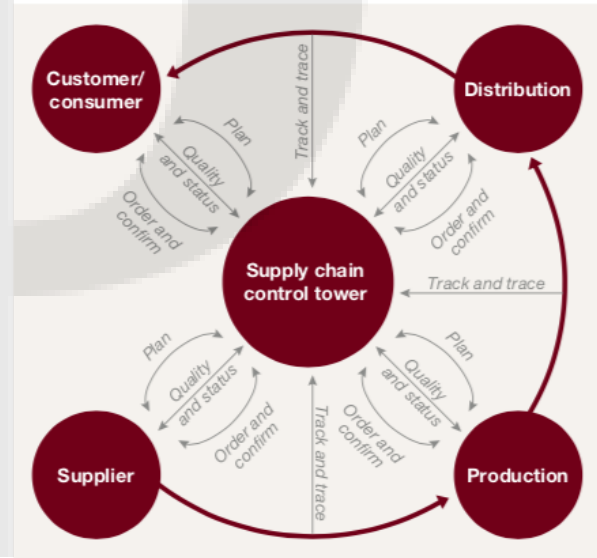 Customer/
consumer
Distribution
Plan
Quality
and status
Order and
confirm
Track and trace
Plan
Quality
and status
Order and
confirm
Supply chain
control tower
Track and trace
Plan
Quality
and status
Order and
confirm
Track and trace
Plan
Quality
and status
Order and
confirm
Supplier
Production